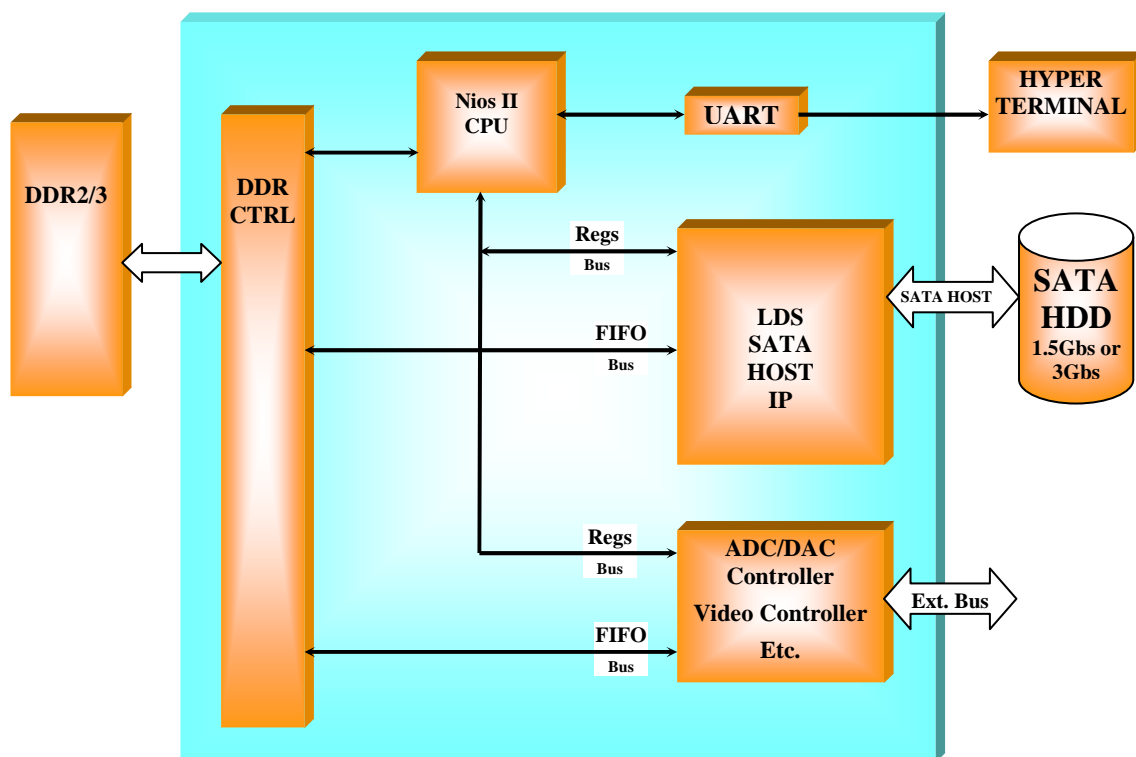 Nios II
CPU
UART
HYPER
TERMINAL
DDR2/3
DDR
CTRL
Regs
Bus
LDS
SATA
HOST
IP
SATA HOST
SATA
HDD
1.5Gbs or
3Gbs
FIFO
Bus
Regs
Bus
ADC/DAC
Controller
Video Controller
Etc.
Ext. Bus
FIFO
Bus